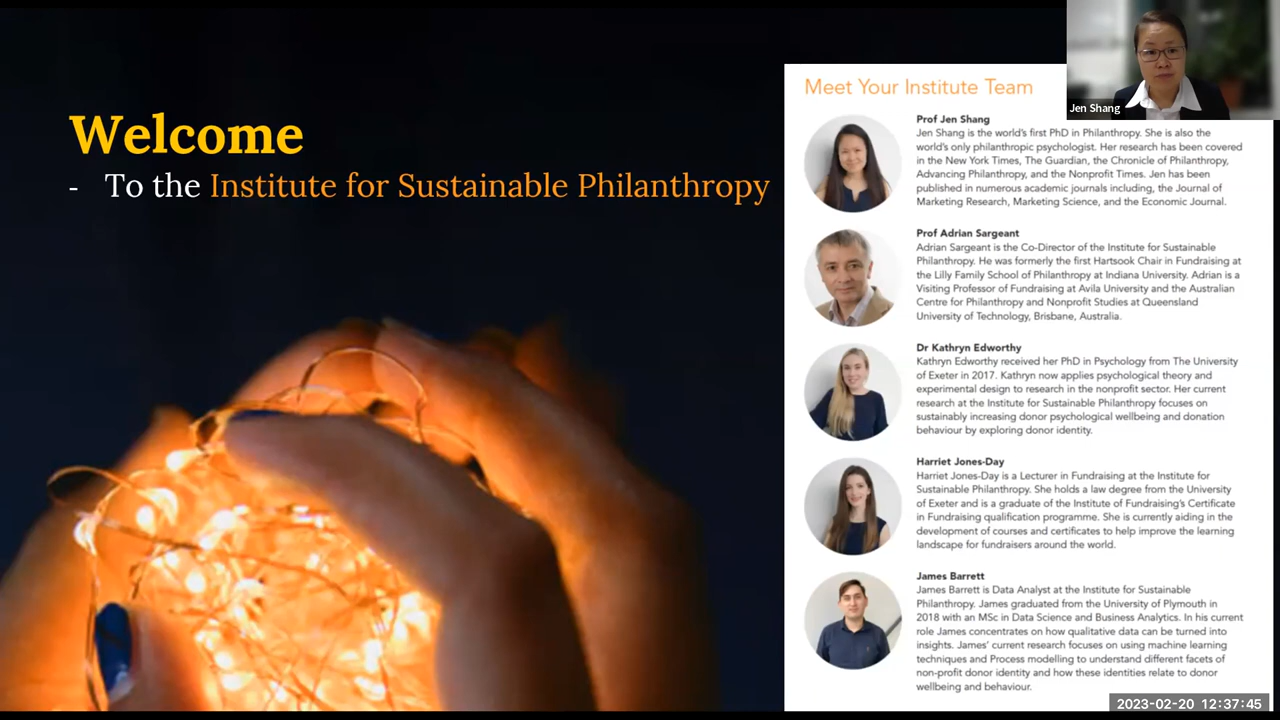 Welcome
- To the Institute for Sustainable Philanthropy
Meet Your Institute Team
Prof Jen Shang
Jen Shang is the world's first PhD in Philanthropy. She is also the
world's only philanthropic psychologist. Her research has been covered
in the New York Times, The Guardian, the Chronicle of Philanthropy,
Advancing Philanthropy, and the Nonprofit Times. Jen has been
published in numerous academic journals including, the Journal of
Marketing Research, Marketing Science, and the Economic Journal.
Prof Adrian Sargeant
Adrian Sargeant is the Co-Director of the Institute for Sustainable
Philanthropy. He was formerly the first Hartsook Chair in Fundraising at
the Lilly Family School of Philanthropy at Indiana University. Adrian is a
Visiting Professor of Fundraising at Avila University and the Australian
Centre for Philanthropy and Nonprofit Studies at Queensland
University of Technology, Brisbane, Australia.
Dr Kathryn Edworthy
Kathryn Edworthy received her PhD in Psychology from The University
of Exeter in 2017. Kathryn now applies psychological theory and
experimental design to research in the nonprofit sector. Her current
research at the Institute for Sustainable Philanthropy focuses on
sustainably increasing donor psychological wellbeing and donation
behaviour by exploring donor identity.
Harriet Jones-Day
Harriet Jones-Day is a Lecturer in Fundraising at the Institute for
Sustainable Philanthropy. She holds a law degree from the University
of Exeter and is a graduate of the Institute of Fundraising's Certificate
in Fundraising qualification programme. She is currently aiding in the
development of courses and certificates to help improve the learning
landscape for fundraisers around the world.
James Barrett
James Barrett is Data Analyst at the Institute for Sustainable
Philanthropy. James graduated from the University of Plymouth in
2018 with an MSc in Data Science and Business Analytics. In his current
role James concentrates on how qualitative data can be turned into
insights. James' current research focuses on using machine learning
techniques and Process modelling to understand different facets of
non-profit donor identity and how these identities relate to donor
wellbeing and behaviour.
Jen Shang
2023-02-20 12:37:45